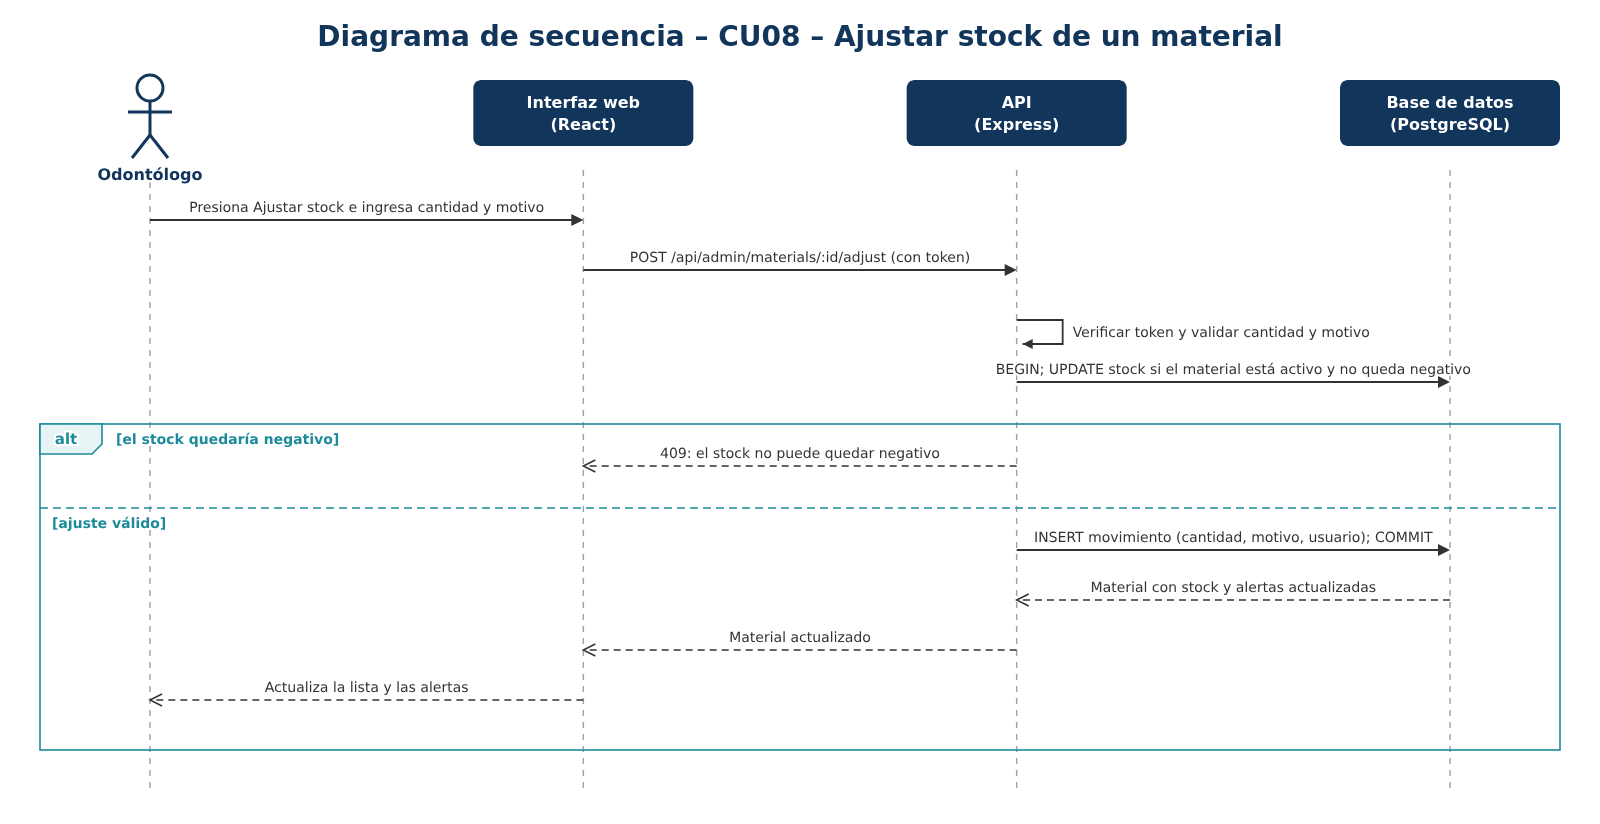 Diagrama de secuencia – CU08 – Ajustar stock de un material
Odontólogo
Interfaz web
(React)
API
(Express)
Base de datos
(PostgreSQL)
Presiona Ajustar stock e ingresa cantidad y motivo
POST /api/admin/materials/:id/adjust (con token)
Verificar token y validar cantidad y motivo
BEGIN; UPDATE stock si el material está activo y no queda negativo
alt
[el stock quedaría negativo]
409: el stock no puede quedar negativo
[ajuste válido]
INSERT movimiento (cantidad, motivo, usuario); COMMIT
Material con stock y alertas actualizadas
Material actualizado
Actualiza la lista y las alertas